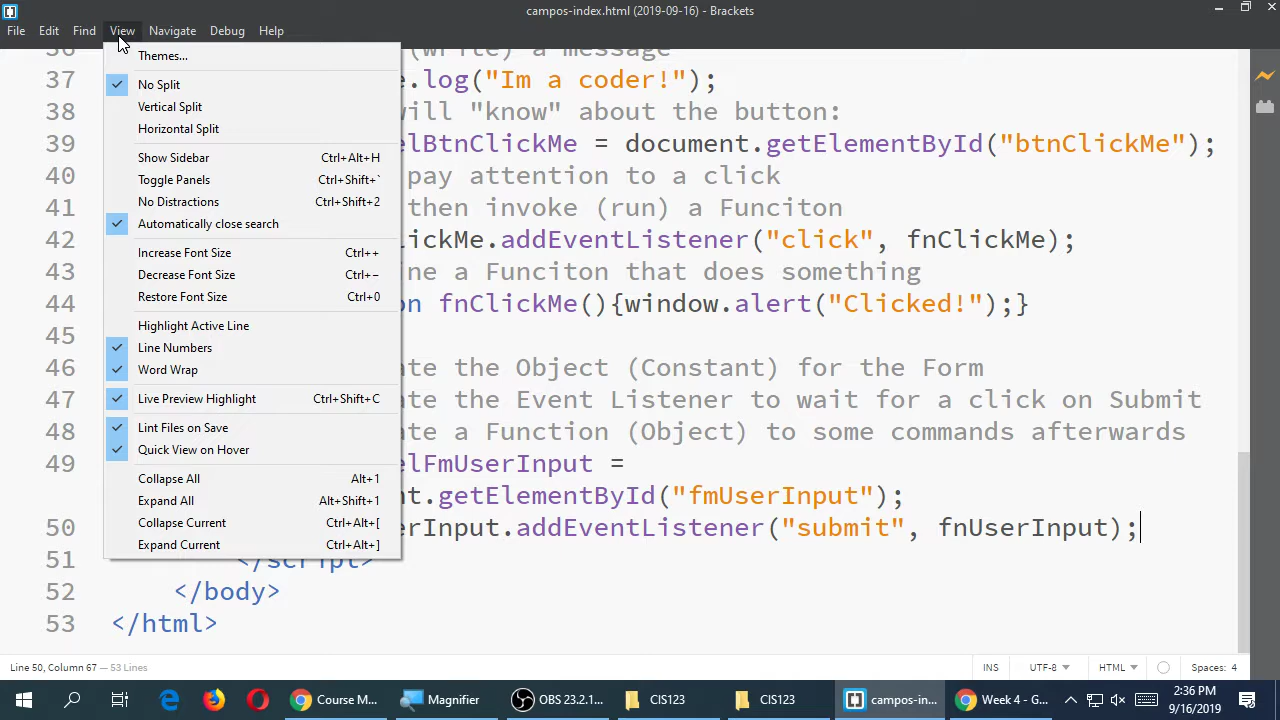 campos-index.html (2019-09-16) - Brackets
File Edit Find View Navigate Debug Help
Themes...
No Split
Vertical Split
Horizontal Split
Show Sidebar Ctrl+Alt+H
Toggle Panels Ctrl+Shift+`
No Distractions Ctrl+Shift+2
Automatically close search
Increase Font Size Ctrl++
Decrease Font Size Ctrl+−
Restore Font Size Ctrl+0
Highlight Active Line
Line Numbers
Word Wrap
Live Preview Highlight Ctrl+Shift+C
Lint Files on Save
Quick View on Hover
Collapse All Alt+1
Expand All Alt+Shift+1
Collapse Current Ctrl+Alt+[
Expand Current Ctrl+Alt+]
36 (write) a message
37 e.log("Im a coder!");
38 will "know" about the button:
39 elBtnClickMe = document.getElementById("btnClickMe");
40 pay attention to a click
41 then invoke (run) a Funciton
42 lickMe.addEventListener("click", fnClickMe);
43 ne a Funciton that does something
44 on fnClickMe(){window.alert("Clicked!");}
45
46 ate the Object (Constant) for the Form
47 ate the Event Listener to wait for a click on Submit
48 ate a Function (Object) to some commands afterwards
49 elFmUserInput =
nt.getElementById("fmUserInput");
50 erInput.addEventListener("submit", fnUserInput);
51 </script>
52 </body>
53 </html>
Line 50, Column 67 — 53 Lines
INS UTF-8 HTML Spaces: 4
Course M... Magnifier OBS 23.2.1... CIS123 CIS123 campos-in... Week 4 - G...
2:36 PM
9/16/2019